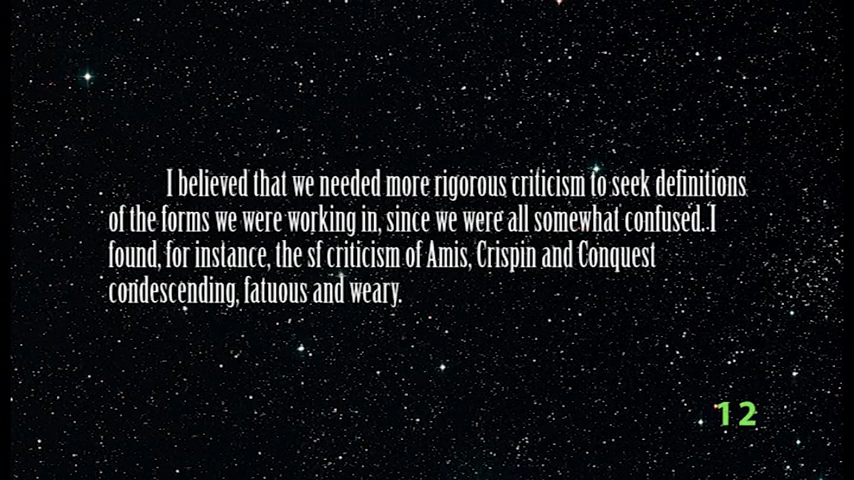 I believed that we needed more rigorous criticism to seek definitions
of the forms we were working in, since we were all somewhat confused. I
found, for instance, the sf criticism of Amis, Crispin and Conquest
condescending, fatuous and weary.
12